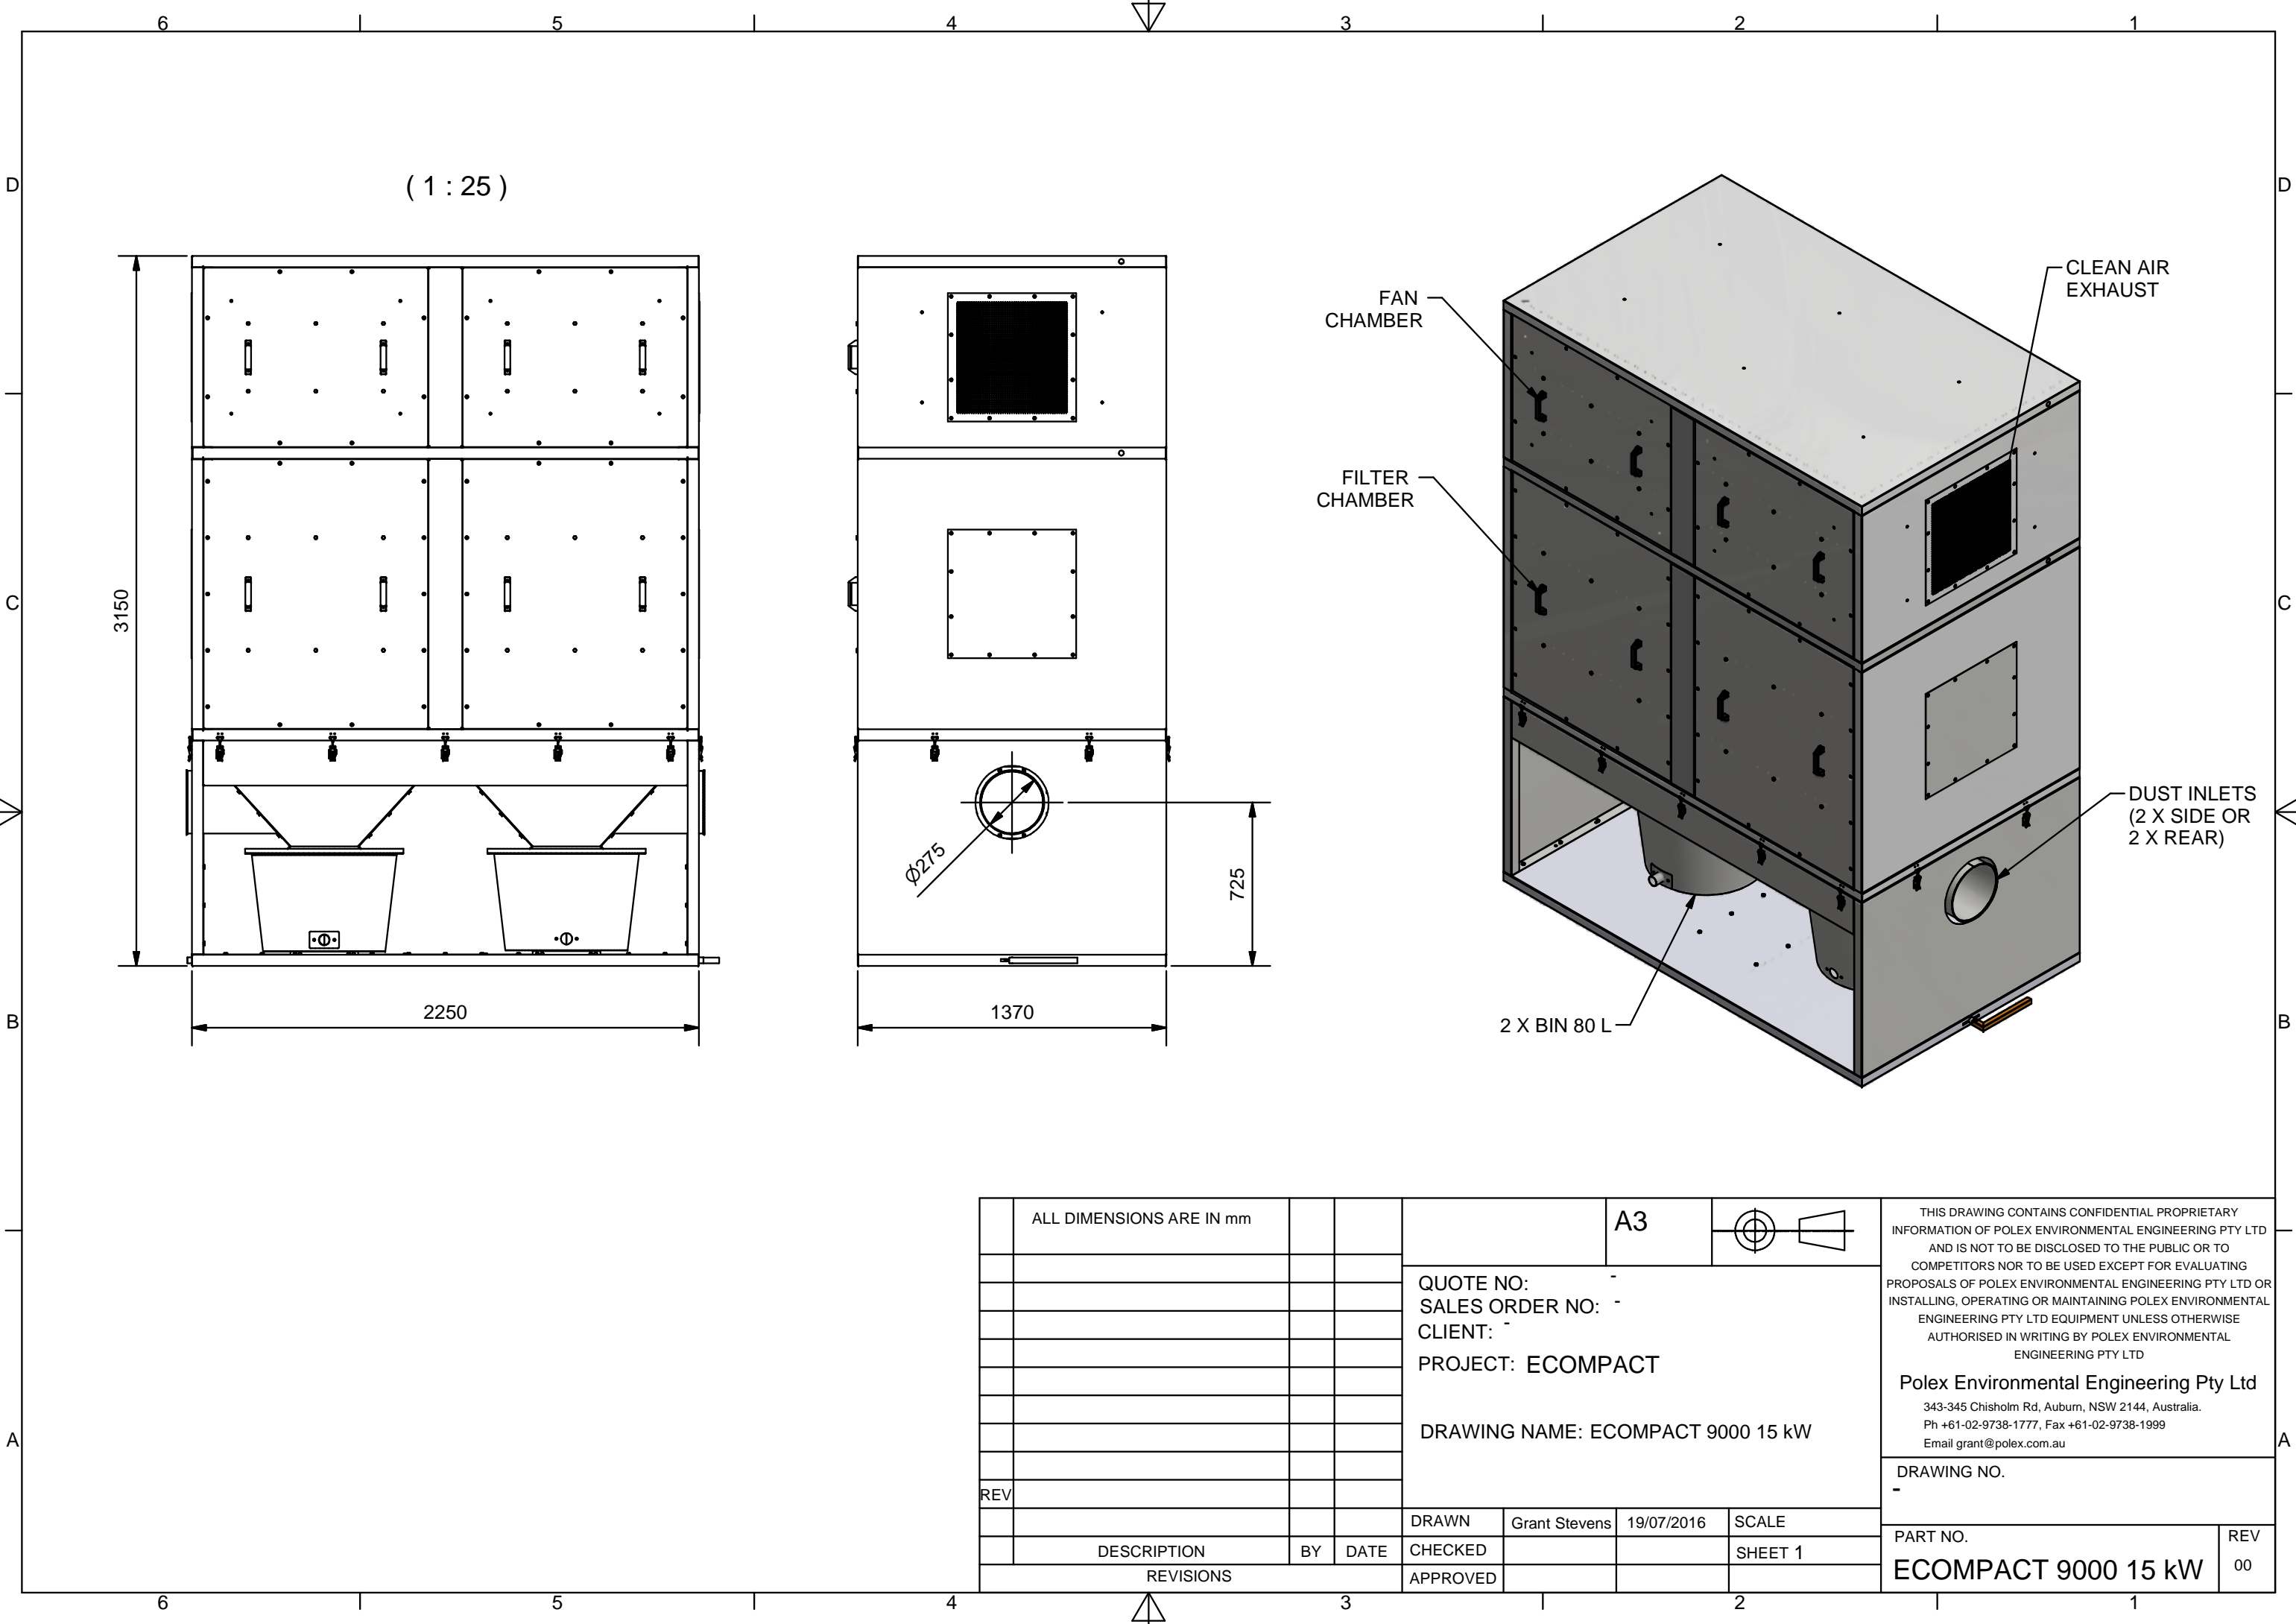 6 5 4 3 2 1
D D
( 1 : 25 )
CLEAN AIR
EXHAUST
FAN
CHAMBER
FILTER
CHAMBER
C C
3150
DUST INLETS
(2 X SIDE OR
2 X REAR)
Ø275
725
2250
1370
2 X BIN 80 L
B B
ALL DIMENSIONS ARE IN mm
A3
QUOTE NO: -
SALES ORDER NO: -
CLIENT: -
PROJECT: ECOMPACT
DRAWING NAME: ECOMPACT 9000 15 kW
THIS DRAWING CONTAINS CONFIDENTIAL PROPRIETARY
INFORMATION OF POLEX ENVIRONMENTAL ENGINEERING PTY LTD
AND IS NOT TO BE DISCLOSED TO THE PUBLIC OR TO
COMPETITORS NOR TO BE USED EXCEPT FOR EVALUATING
PROPOSALS OF POLEX ENVIRONMENTAL ENGINEERING PTY LTD OR
INSTALLING, OPERATING OR MAINTAINING POLEX ENVIRONMENTAL
ENGINEERING PTY LTD EQUIPMENT UNLESS OTHERWISE
AUTHORISED IN WRITING BY POLEX ENVIRONMENTAL
ENGINEERING PTY LTD
Polex Environmental Engineering Pty Ltd
343-345 Chisholm Rd, Auburn, NSW 2144, Australia.
Ph +61-02-9738-1777, Fax +61-02-9738-1999
Email grant@polex.com.au
A A
DRAWING NO.
-
REV
DRAWN Grant Stevens 19/07/2016 SCALE
DESCRIPTION BY DATE CHECKED SHEET 1
REVISIONS APPROVED
PART NO. REV
ECOMPACT 9000 15 kW 00
6 5 4 3 2 1